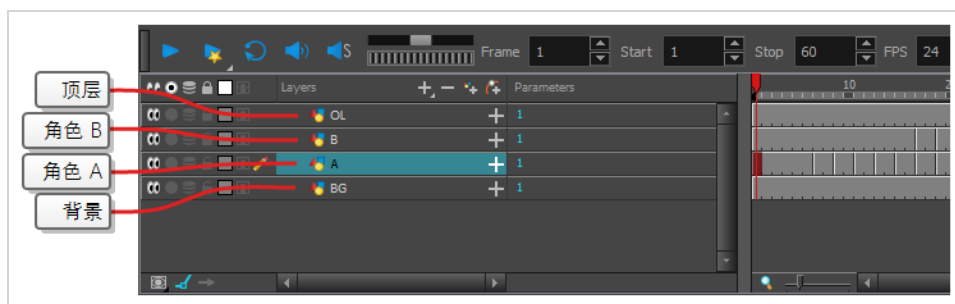 S Frame 1 Start 1 Stop 60 FPS 24
Layers Parameters 10 2
顶层
OL 1
角色 B
B 1
角色 A
A 1
背景
BG 1